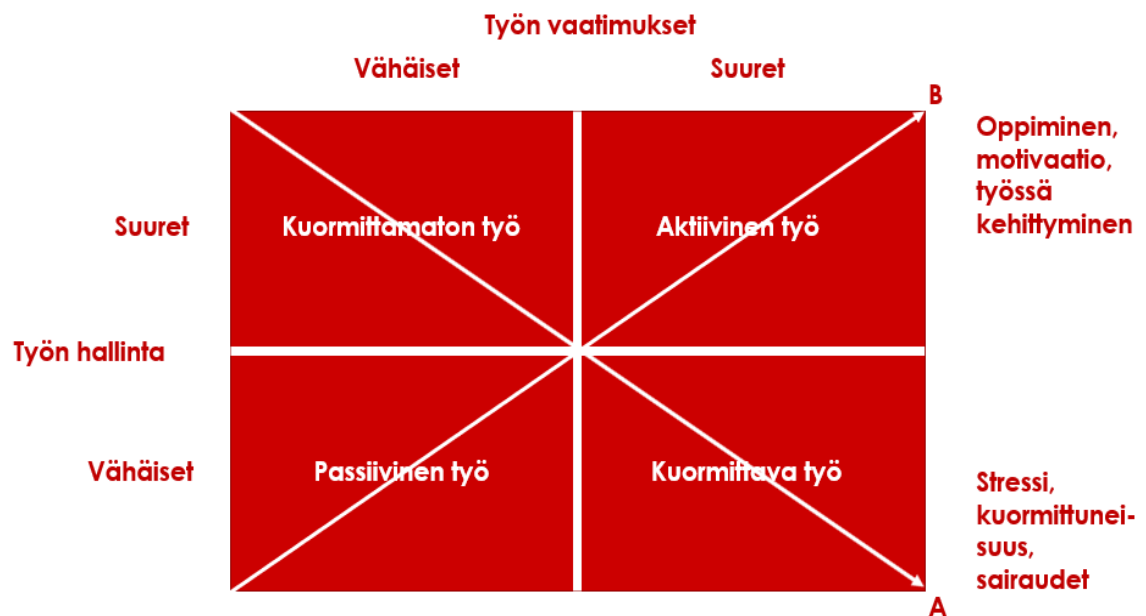 Työn vaatimukset
Vähäiset Suuret
B
Oppiminen,
motivaatio,
työssä
kehittyminen
Suuret
Kuormittamaton työ
Aktiivinen työ
Työn hallinta
Vähäiset
Passiivinen työ
Kuormittava työ
Stressi,
kuormittunei-
suus,
sairaudet
A